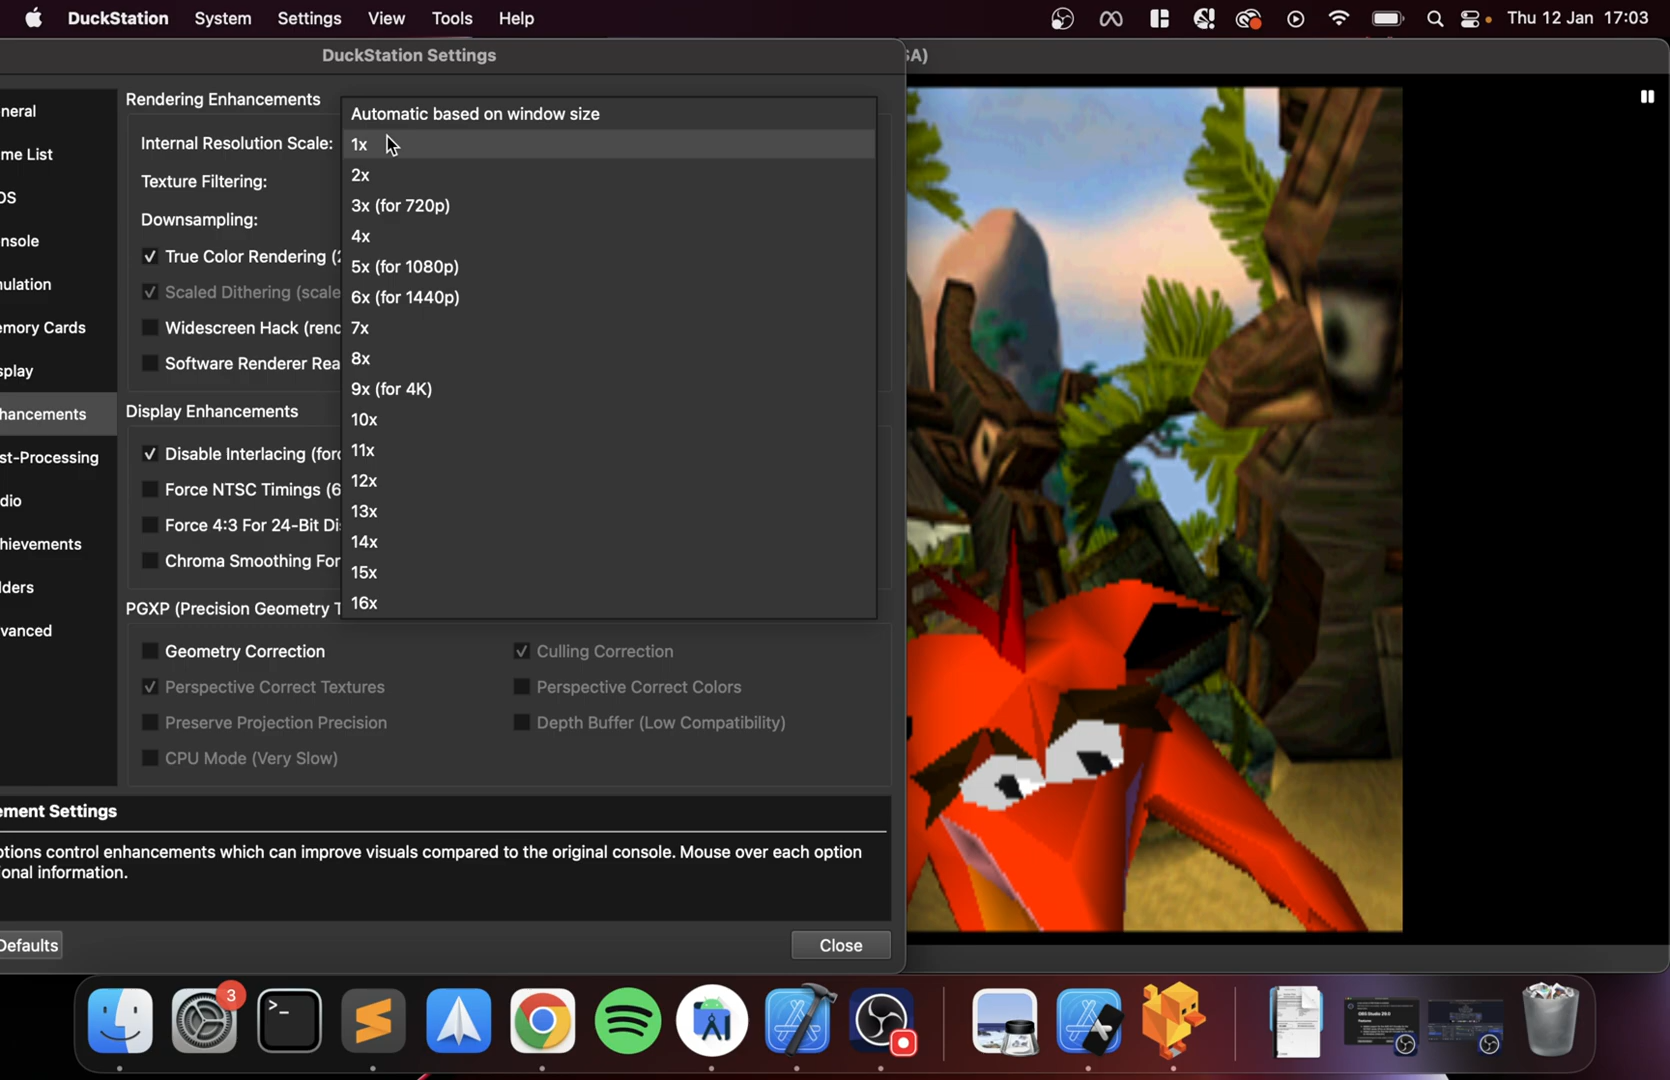 DuckStation System Settings View Tools Help Thu 12 Jan 17:03
DuckStation Settings
SA)
neral
me List
OS
nsole
ulation
emory Cards
splay
hancements
st-Processing
dio
hievements
lders
vanced
Rendering Enhancements
Internal Resolution Scale:
Texture Filtering:
Downsampling:
True Color Rendering (2
Scaled Dithering (scale
Widescreen Hack (renc
Software Renderer Rea
Automatic based on window size
1x
2x
3x (for 720p)
4x
5x (for 1080p)
6x (for 1440p)
7x
8x
9x (for 4K)
10x
11x
12x
13x
14x
15x
16x
Display Enhancements
Disable Interlacing (forc
Force NTSC Timings (6
Force 4:3 For 24-Bit Di
Chroma Smoothing For
PGXP (Precision Geometry T
Geometry Correction
Culling Correction
Perspective Correct Textures
Perspective Correct Colors
Preserve Projection Precision
Depth Buffer (Low Compatibility)
CPU Mode (Very Slow)
ement Settings
ptions control enhancements which can improve visuals compared to the original console. Mouse over each option
ional information.
Defaults
Close
3